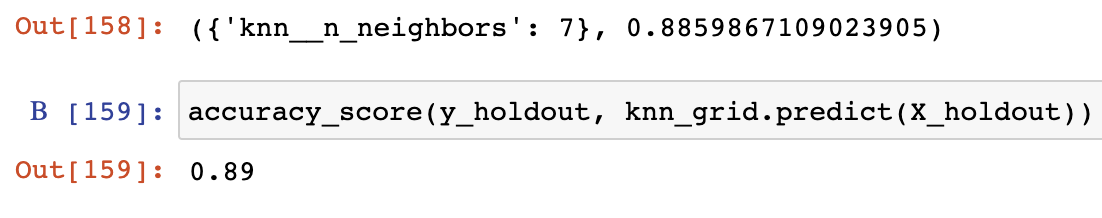 Out[158]: ({'knn__n_neighbors': 7}, 0.8859867109023905)
В [159]: accuracy_score(y_holdout, knn_grid.predict(X_holdout))
Out[159]: 0.89